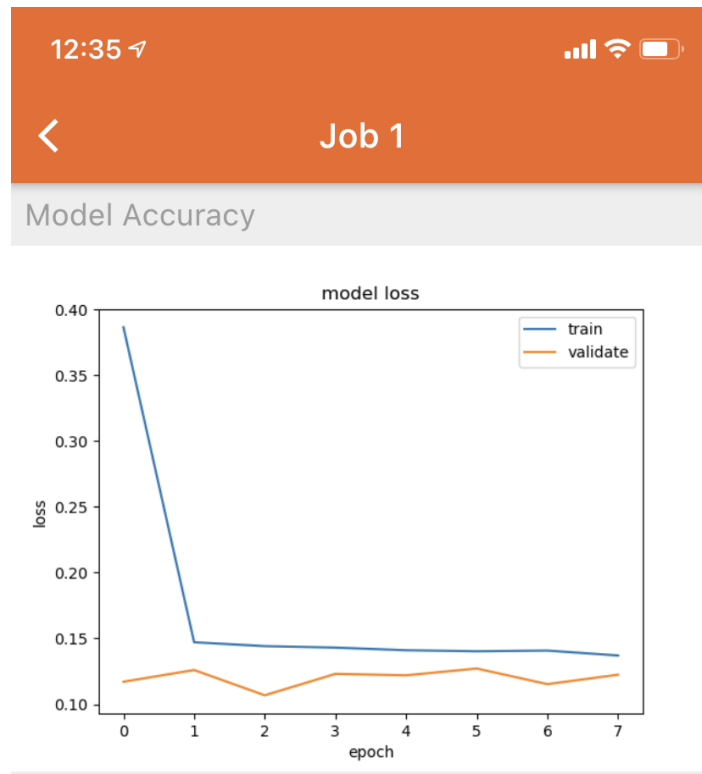 12:35
Job 1
Model Accuracy
model loss
0.40
0.35
0.30
0.25
0.20
0.15
0.10
loss
train
validate
0 1 2 3 4 5 6 7
epoch